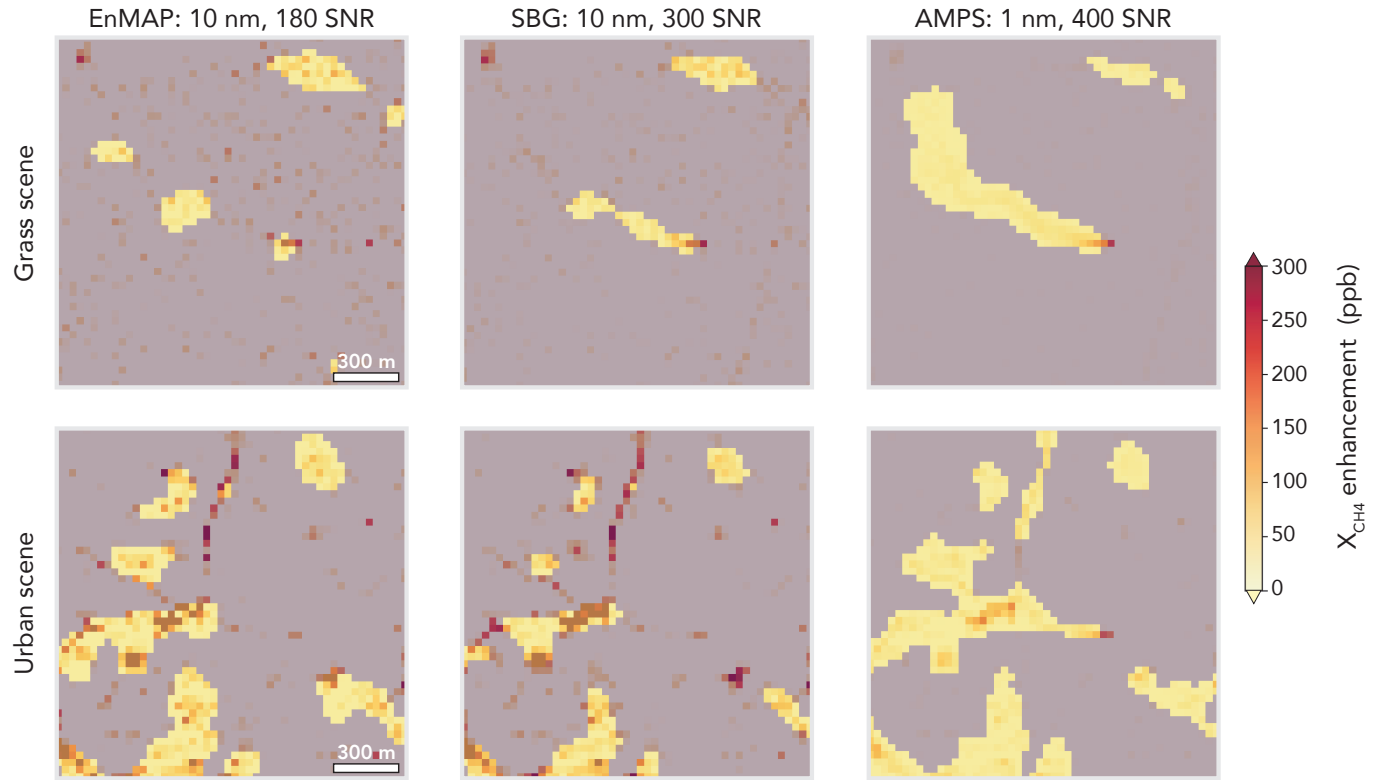 EnMAP: 10 nm, 180 SNR
SBG: 10 nm, 300 SNR
AMPS: 1 nm, 400 SNR
Grass scene
300 m
300
250
200
150
100
50
0
X_CH4 enhancement (ppb)
Urban scene
300 m